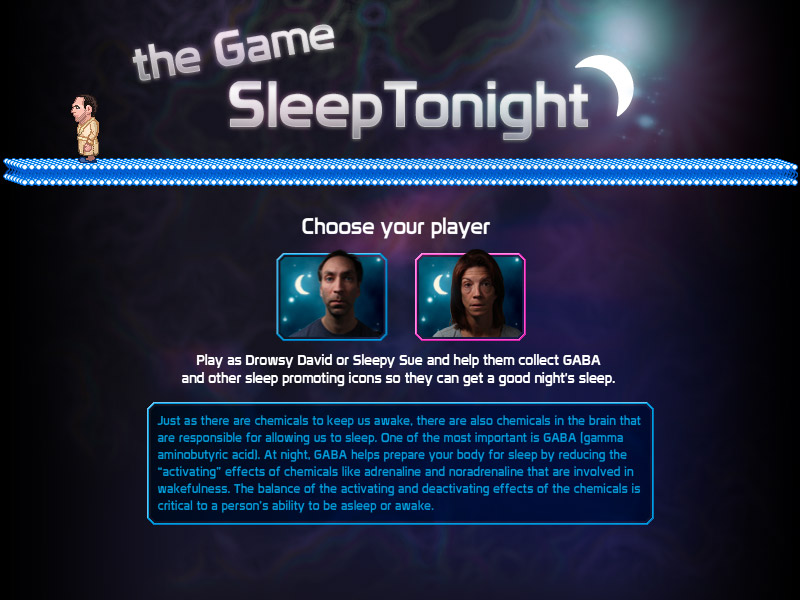 the Game
SleepTonight
Choose your player
Play as Drowsy David or Sleepy Sue and help them collect GABA
and other sleep promoting icons so they can get a good night's sleep.
Just as there are chemicals to keep us awake, there are also chemicals in the brain that
are responsible for allowing us to sleep. One of the most important is GABA (gamma
aminobutyric acid). At night, GABA helps prepare your body for sleep by reducing the
"activating" effects of chemicals like adrenaline and noradrenaline that are involved in
wakefulness. The balance of the activating and deactivating effects of the chemicals is
critical to a person's ability to be asleep or awake.